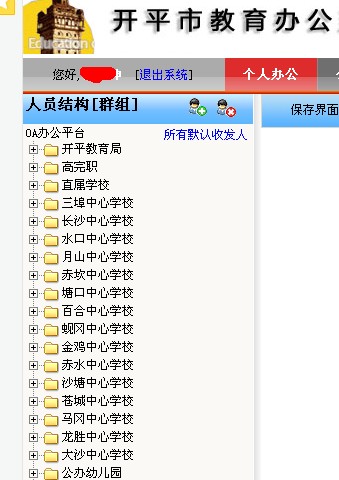 开平市教育办公
Education o
您好, [退出系统] 个人办公
人员结构[群组] 保存界面
OA办公平台 所有默认收发人
开平教育局
高完职
直属学校
三埠中心学校
长沙中心学校
水口中心学校
月山中心学校
赤坎中心学校
塘口中心学校
百合中心学校
蚬冈中心学校
金鸡中心学校
赤水中心学校
沙塘中心学校
苍城中心学校
马冈中心学校
龙胜中心学校
大沙中心学校
公办幼儿园